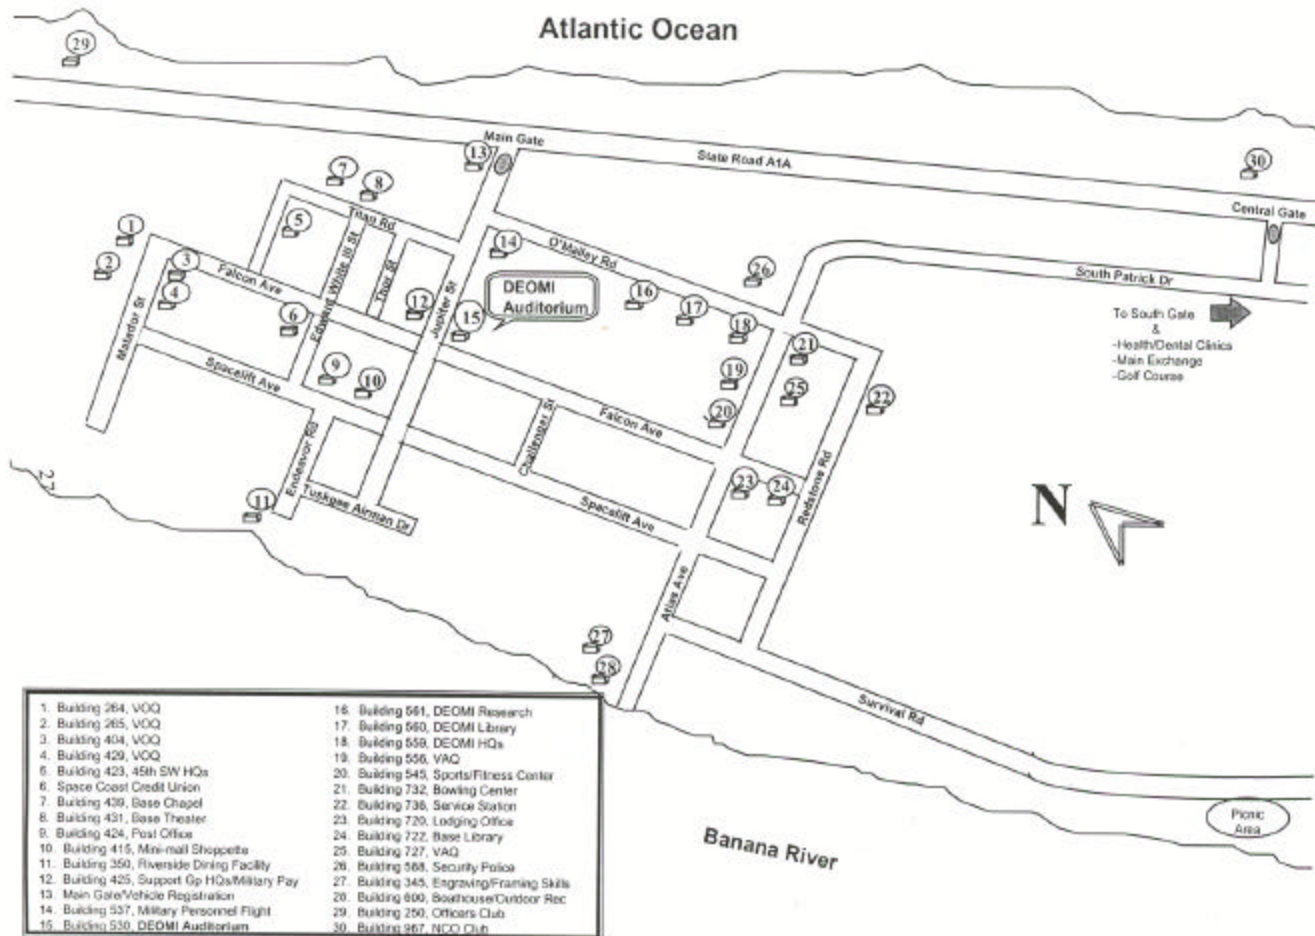 Atlantic Ocean
29
Main Gate
13
State Road A1A
30
7
8
Central Gate
1
5
Titan Rd
14
O'Malley Rd
2
3
Falcon Ave
Edward White III St
Thor St
12
Jupiter St
DEOMI
Auditorium
26
South Patrick Dr
4
6
15
16
17
18
To South Gate
&
-Health/Dental Clinics
-Main Exchange
-Golf Course
Matador St
Spacelift Ave
9
10
19
21
25
22
20
Challenger St
Falcon Ave
Endeavor Rd
11
Tuskgee Airman Dr
23
24
Redstone Rd
Spacelift Ave
N
Atlas Ave
27
28
Survival Rd
Picnic
Area
Banana River
1. Building 264, VOQ
2. Building 265, VOQ
3. Building 404, VOQ
4. Building 429, VOQ
5. Building 423, 45th SW HQs
6. Space Coast Credit Union
7. Building 439, Base Chapel
8. Building 431, Base Theater
9. Building 424, Post Office
10. Building 415, Mini-mall Shoppette
11. Building 350, Riverside Dining Facility
12. Building 425, Support Gp HQs/Military Pay
13. Main Gate/Vehicle Registration
14. Building 537, Military Personnel Flight
15. Building 530, DEOMI Auditorium
16. Building 561, DEOMI Research
17. Building 560, DEOMI Library
18. Building 559, DEOMI HQs
19. Building 556, VAQ
20. Building 545, Sports/Fitness Center
21. Building 732, Bowling Center
22. Building 736, Service Station
23. Building 720, Lodging Office
24. Building 722, Base Library
25. Building 727, VAQ
26. Building 588, Security Police
27. Building 345, Engraving/Framing Skills
28. Building 600, Boathouse/Outdoor Rec
29. Building 250, Officers Club
30. Building 967, NCO Club